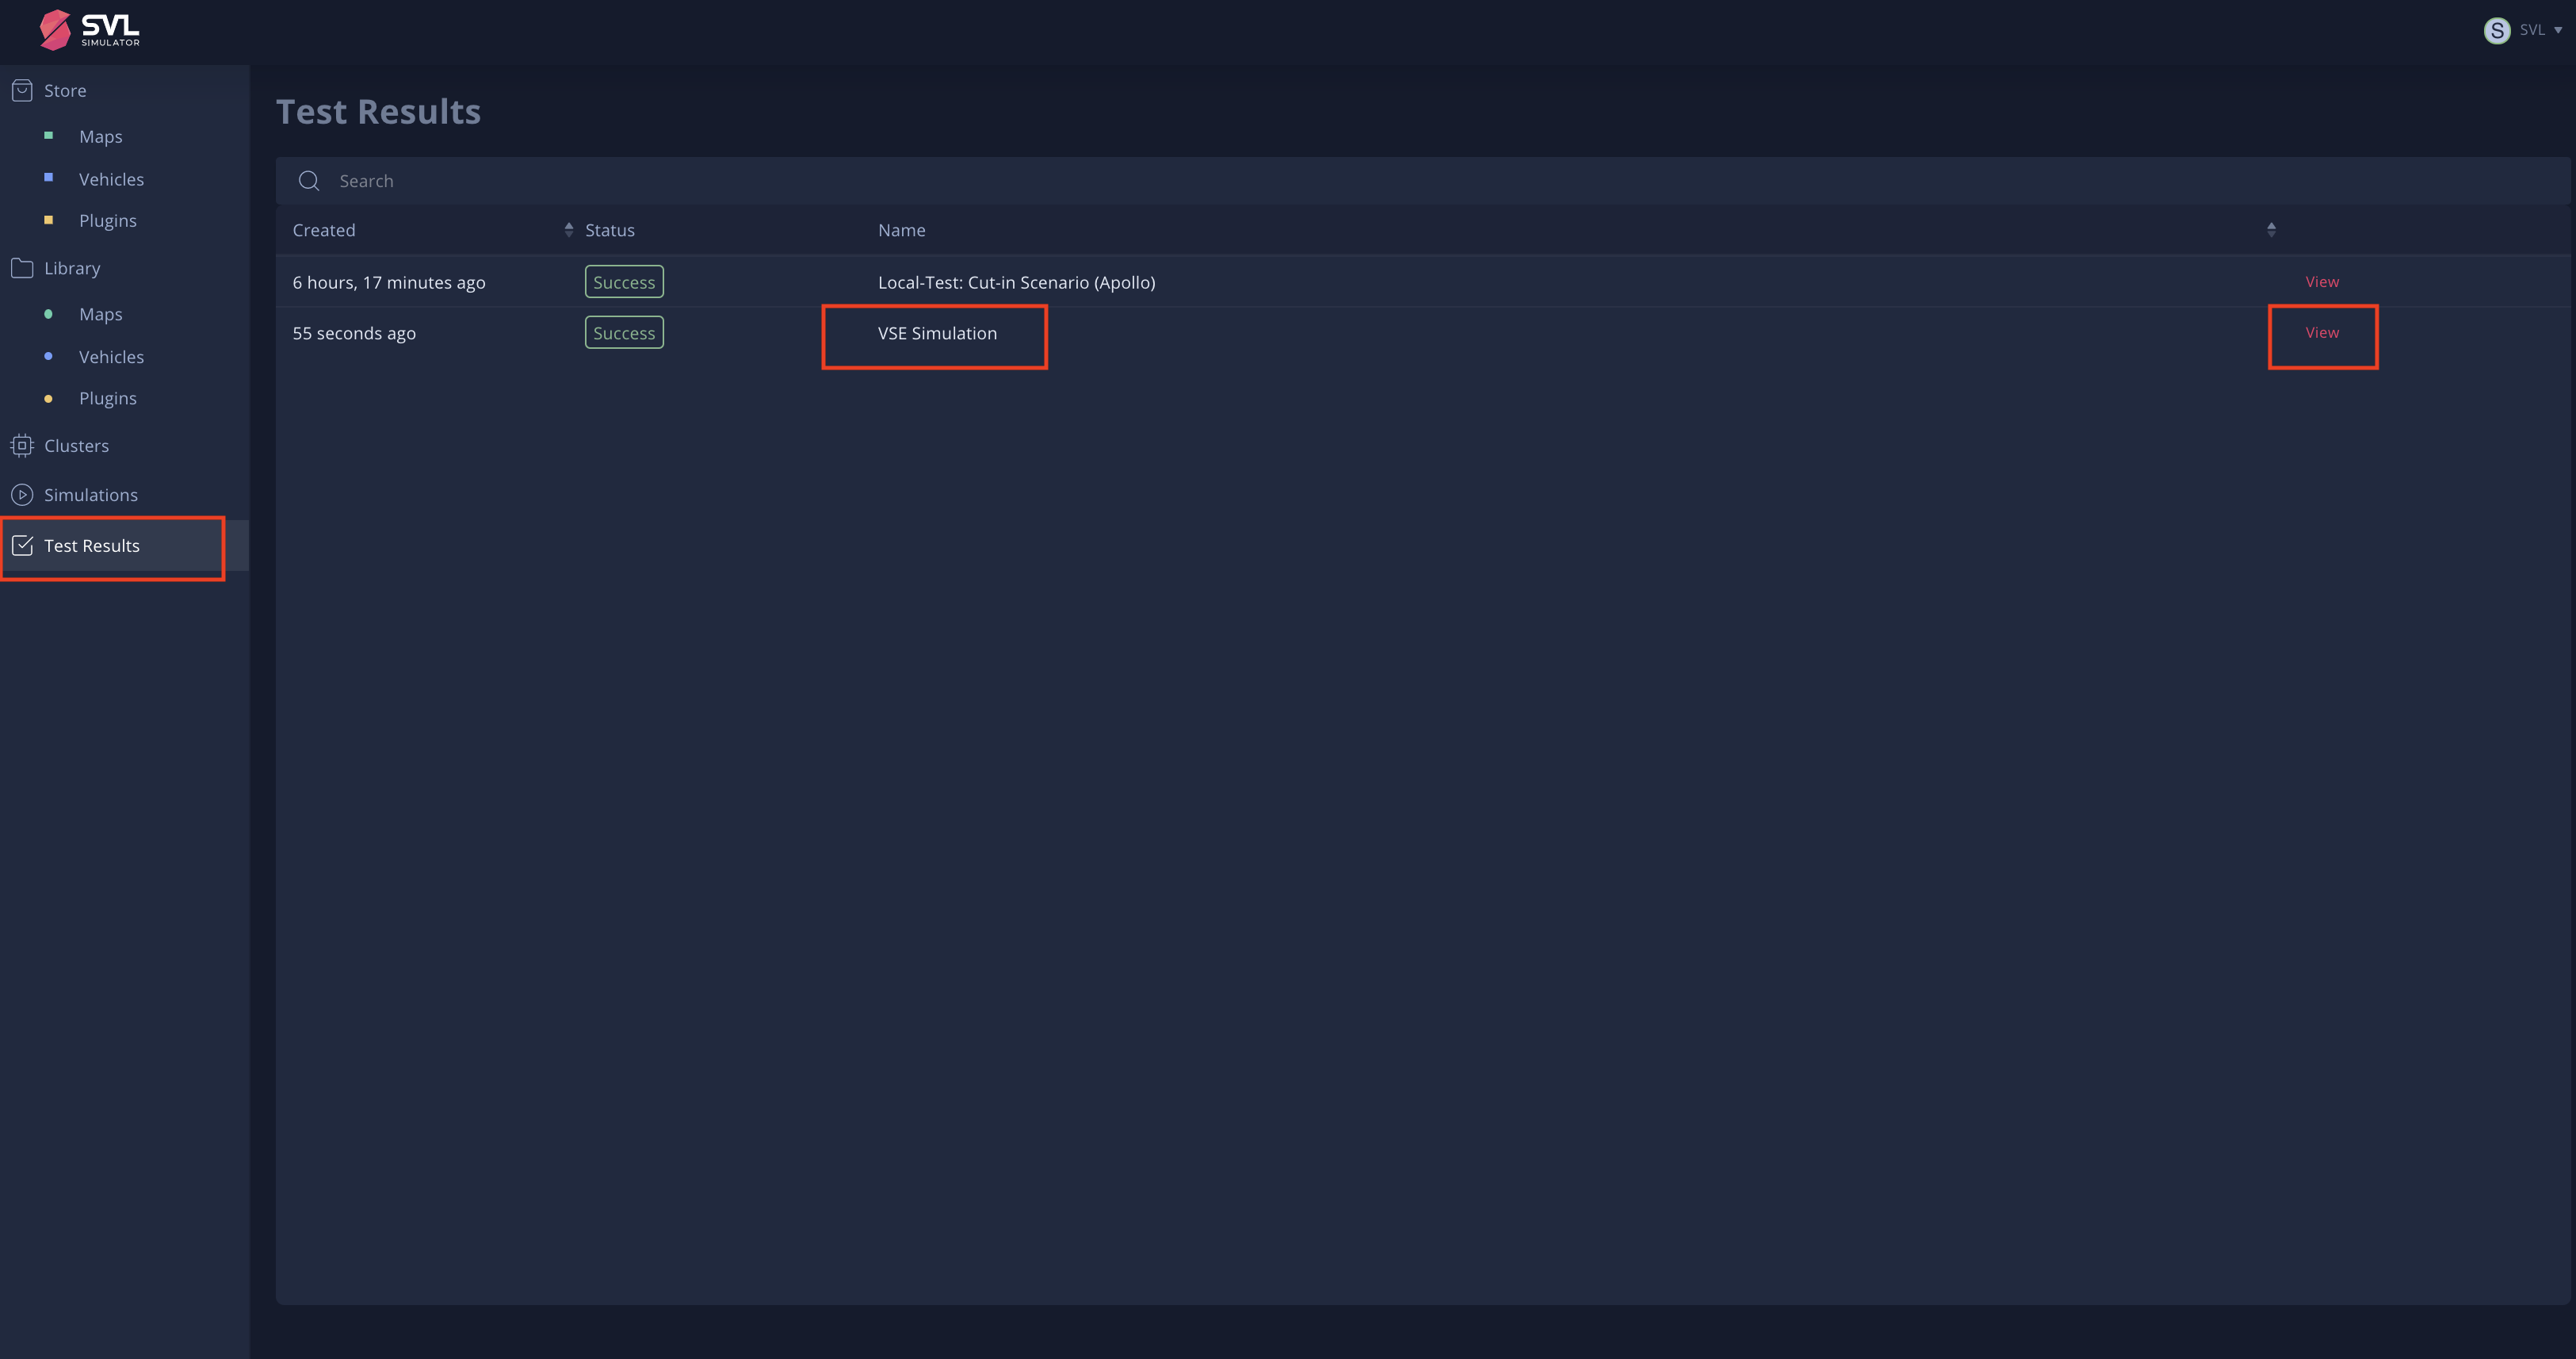 SVL
SIMULATOR
S SVL
Store
Maps
Vehicles
Plugins
Library
Maps
Vehicles
Plugins
Clusters
Simulations
Test Results
Test Results
Search
Created Status Name
6 hours, 17 minutes ago Success Local-Test: Cut-in Scenario (Apollo) View
55 seconds ago Success VSE Simulation View